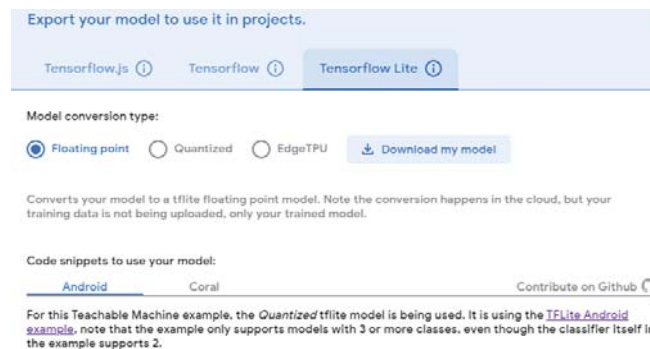 Export your model to use it in projects.
Tensorflow.js Tensorflow Tensorflow Lite
Model conversion type:
Floating point Quantized EdgeTPU Download my model
Converts your model to a tflite floating point model. Note the conversion happens in the cloud, but your
training data is not being uploaded, only your trained model.
Code snippets to use your model:
Android Coral Contribute on Github
For this Teachable Machine example, the Quantized tflite model is being used. It is using the TFLite Android
example, note that the example only supports models with 3 or more classes, even though the classifier itself in
the example supports 2.